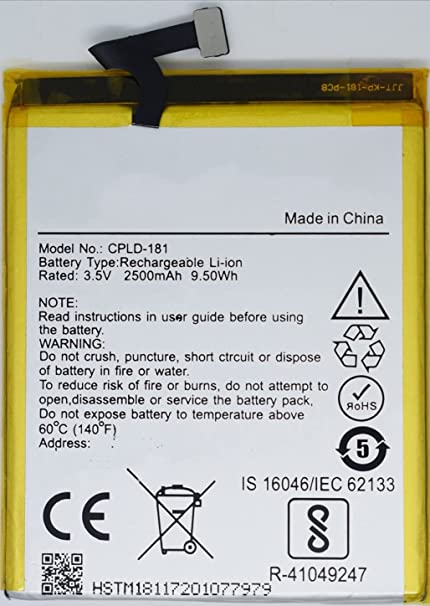 JJT-KP-181-PCB
Made in China
Model No.: CPLD-181
Battery Type:Rechargeable Li-ion
Rated: 3.5V 2500mAh 9.50Wh
NOTE:
Read instructions in user guide before using the
battery.
WARNING:
Do not crush, puncture, short ctrcuit or dispose
of battery in fire or water.
To reduce risk of fire or burns, do not attempt to
open,disassemble or service the battery pack.
Do not expose battery to temperature above
60°C (140°F)
Address:
RoHS
5
CE
IS 16046/IEC 62133
R-41049247
HSTM18117201077979